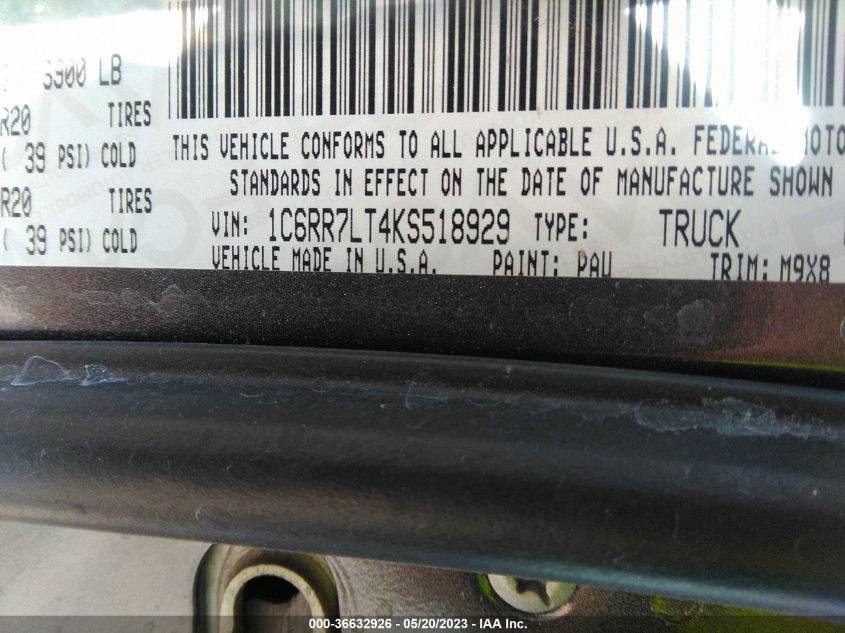 6900 LB
R20 TIRES
( 39 PSI) COLD
R20 TIRES
( 39 PSI) COLD
THIS VEHICLE CONFORMS TO ALL APPLICABLE U.S.A. FEDERAL MOTO
STANDARDS IN EFFECT ON THE DATE OF MANUFACTURE SHOWN
VIN: 1C6RR7LT4KS518929 TYPE: TRUCK
VEHICLE MADE IN U.S.A. PAINT: PAU TRIM: M9X8
000-36632926 - 05/20/2023 - IAA Inc.